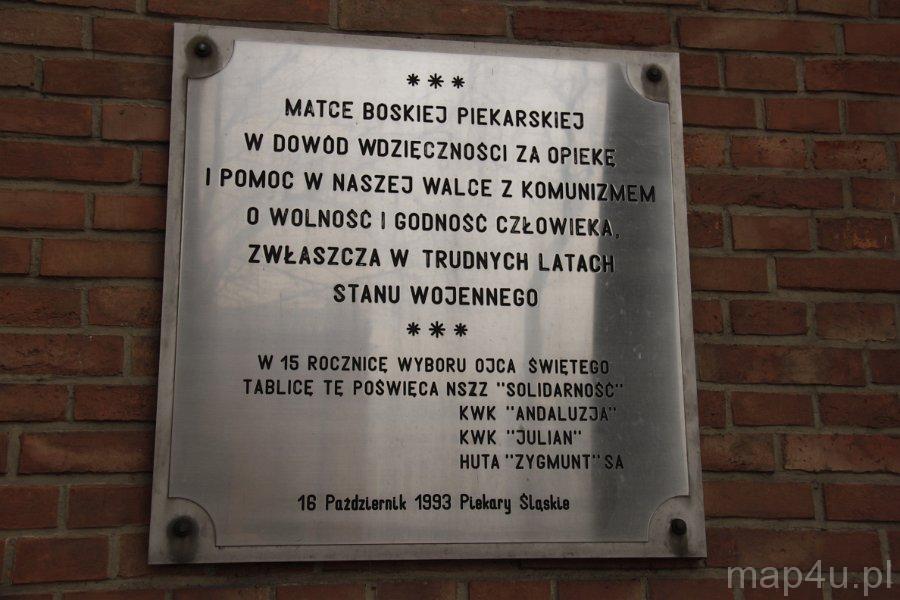 ***
MATCE BOSKIEJ PIEKARSKIEJ
W DOWÓD WDZIĘCZNOŚCI ZA OPIEKĘ
I POMOC W NASZEJ WALCE Z KOMUNIZMEM
O WOLNOŚĆ I GODNOŚĆ CZŁOWIEKA,
ZWŁASZCZA W TRUDNYCH LATACH
STANU WOJENNEGO
***
W 15 ROCZNICĘ WYBORU OJCA ŚWIĘTEGO
TABLICĘ TĘ POŚWIĘCA NSZZ "SOLIDARNOŚĆ"
KWK "ANDALUZJA"
KWK "JULIAN"
HUTA "ZYGMUNT" SA
16 Październik 1993 Piekary Śląskie
map4u.pl